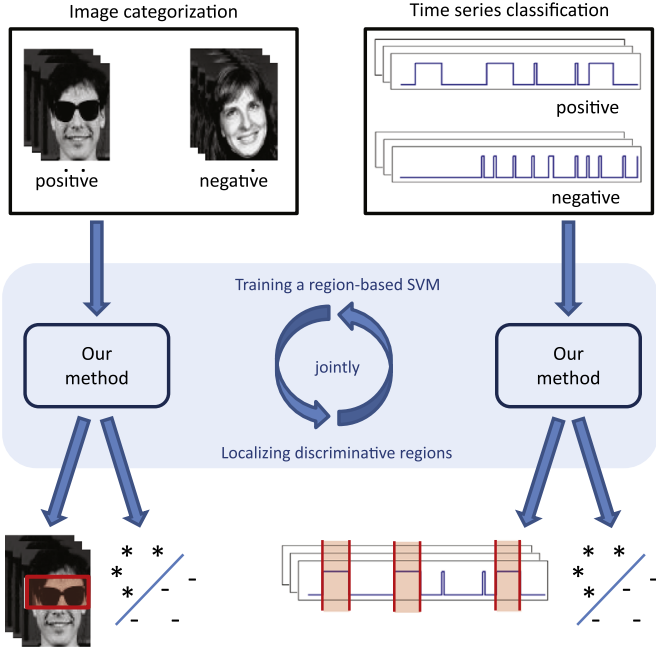 Image categorization
Time series classification
positive
negative
positive
negative
Training a region-based SVM
Our
method
jointly
Our
method
Localizing discriminative regions